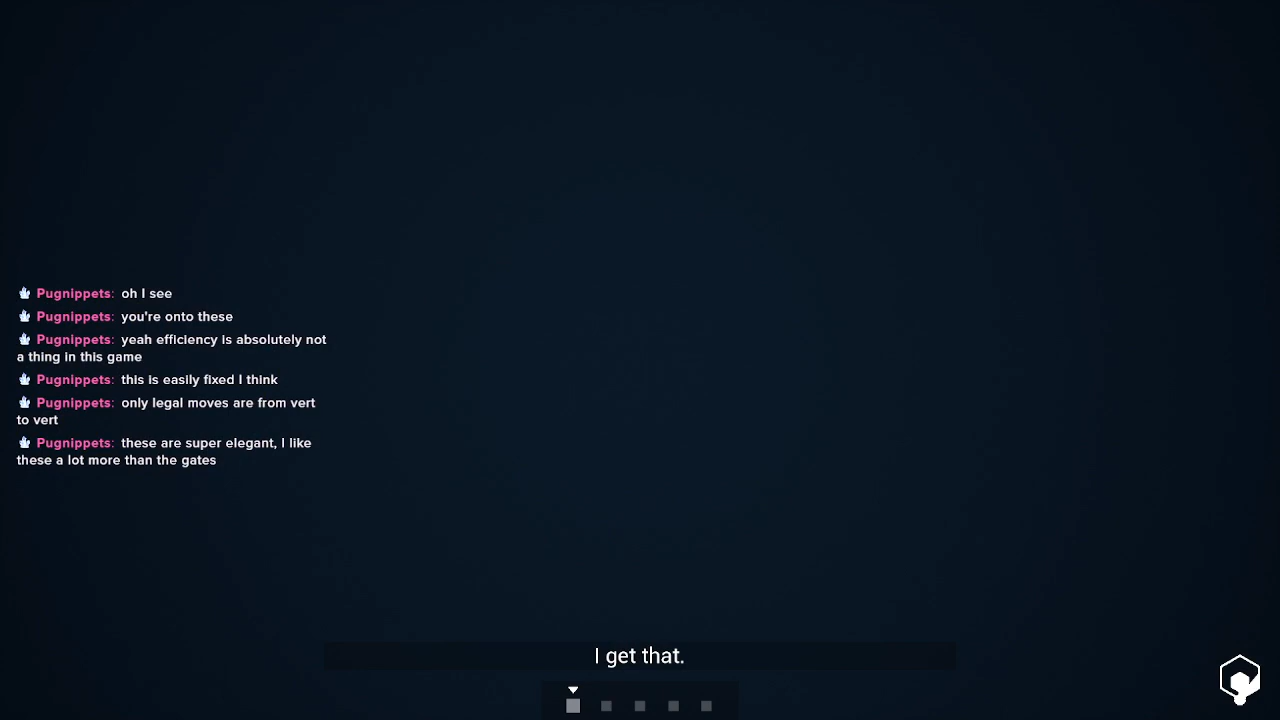 Pugnippets: oh I see
Pugnippets: you're onto these
Pugnippets: yeah efficiency is absolutely not
a thing in this game
Pugnippets: this is easily fixed I think
Pugnippets: only legal moves are from vert
to vert
Pugnippets: these are super elegant, I like
these a lot more than the gates
I get that.